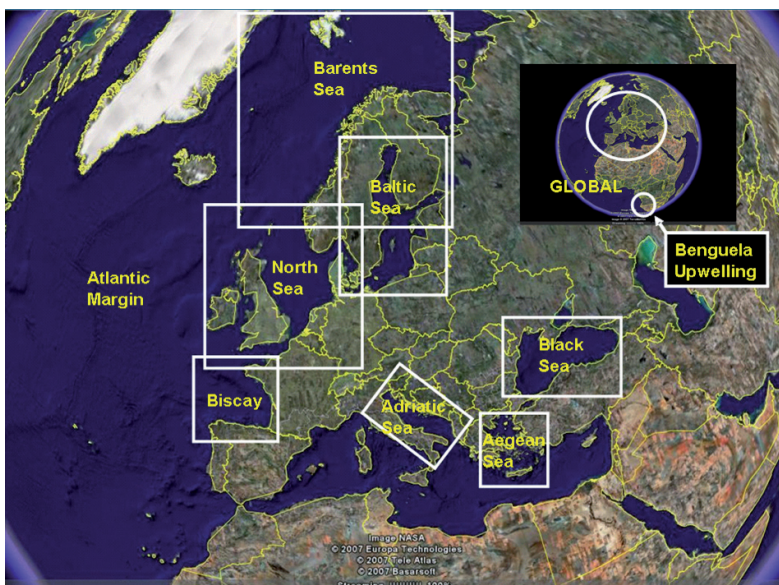 Barents
Sea
Baltic
Sea
GLOBAL
Benguela
Upwelling
Atlantic
Margin
North
Sea
Black
Sea
Biscay
Adriatic
Sea
Aegean
Sea
Image NASA
© 2007 Europa Technologies
© 2007 Tele Atlas
© 2007 Basarsoft